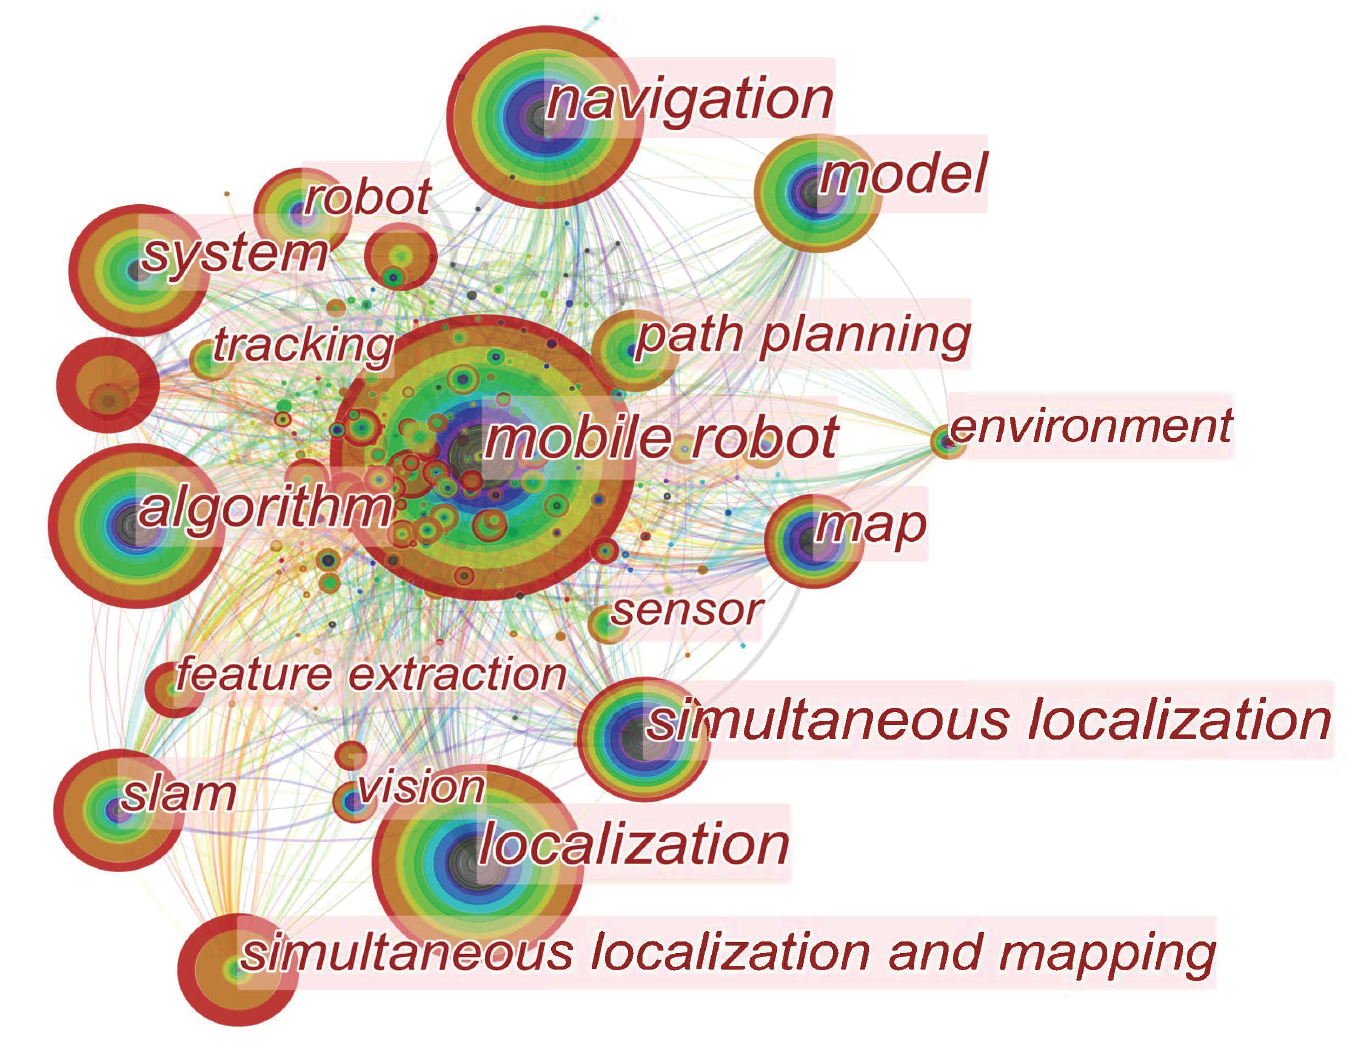 navigation
model
robot
system
path planning
tracking
environment
mobile robot
algorithm
map
sensor
feature extraction
simultaneous localization
slam
vision
localization
simultaneous localization and mapping